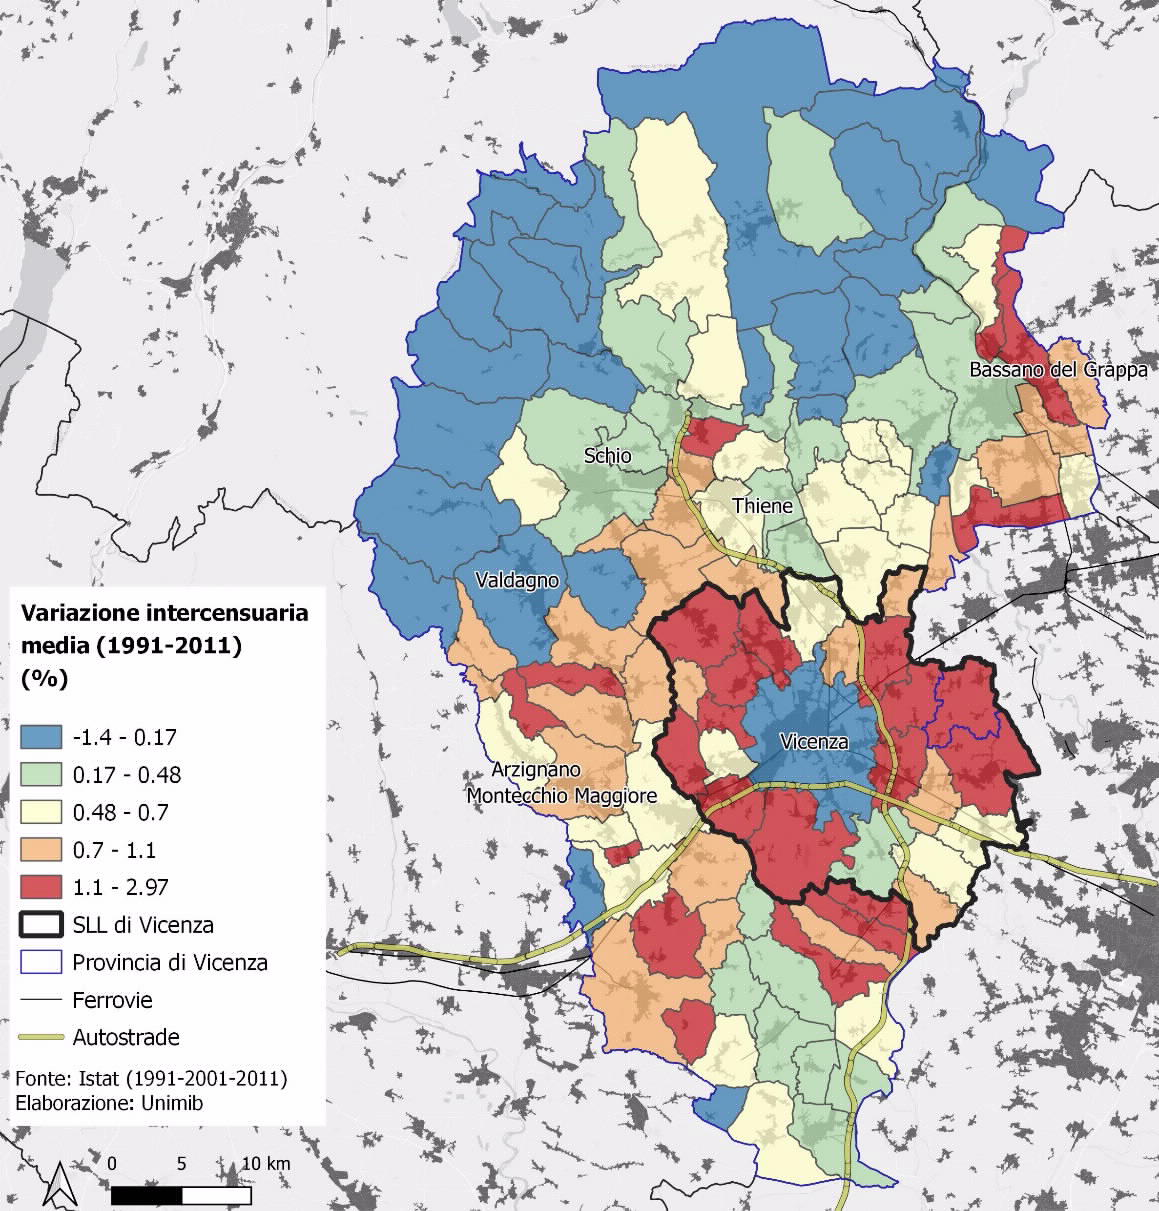 Bassano del Grappa
Schio
Thiene
Valdagno
Vicenza
Arzignano
Montecchio Maggiore
Variazione intercensuaria
media (1991-2011)
(%)
-1.4 - 0.17
0.17 - 0.48
0.48 - 0.7
0.7 - 1.1
1.1 - 2.97
SLL di Vicenza
Provincia di Vicenza
Ferrovie
Autostrade
Fonte: Istat (1991-2001-2011)
Elaborazione: Unimib
0 5 10 km